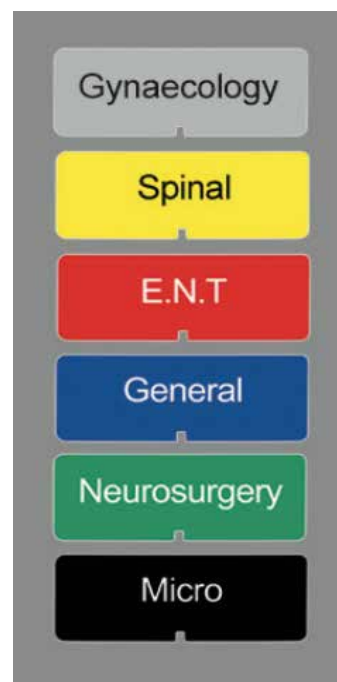 Gynaecology
Spinal
E.N.T
General
Neurosurgery
Micro